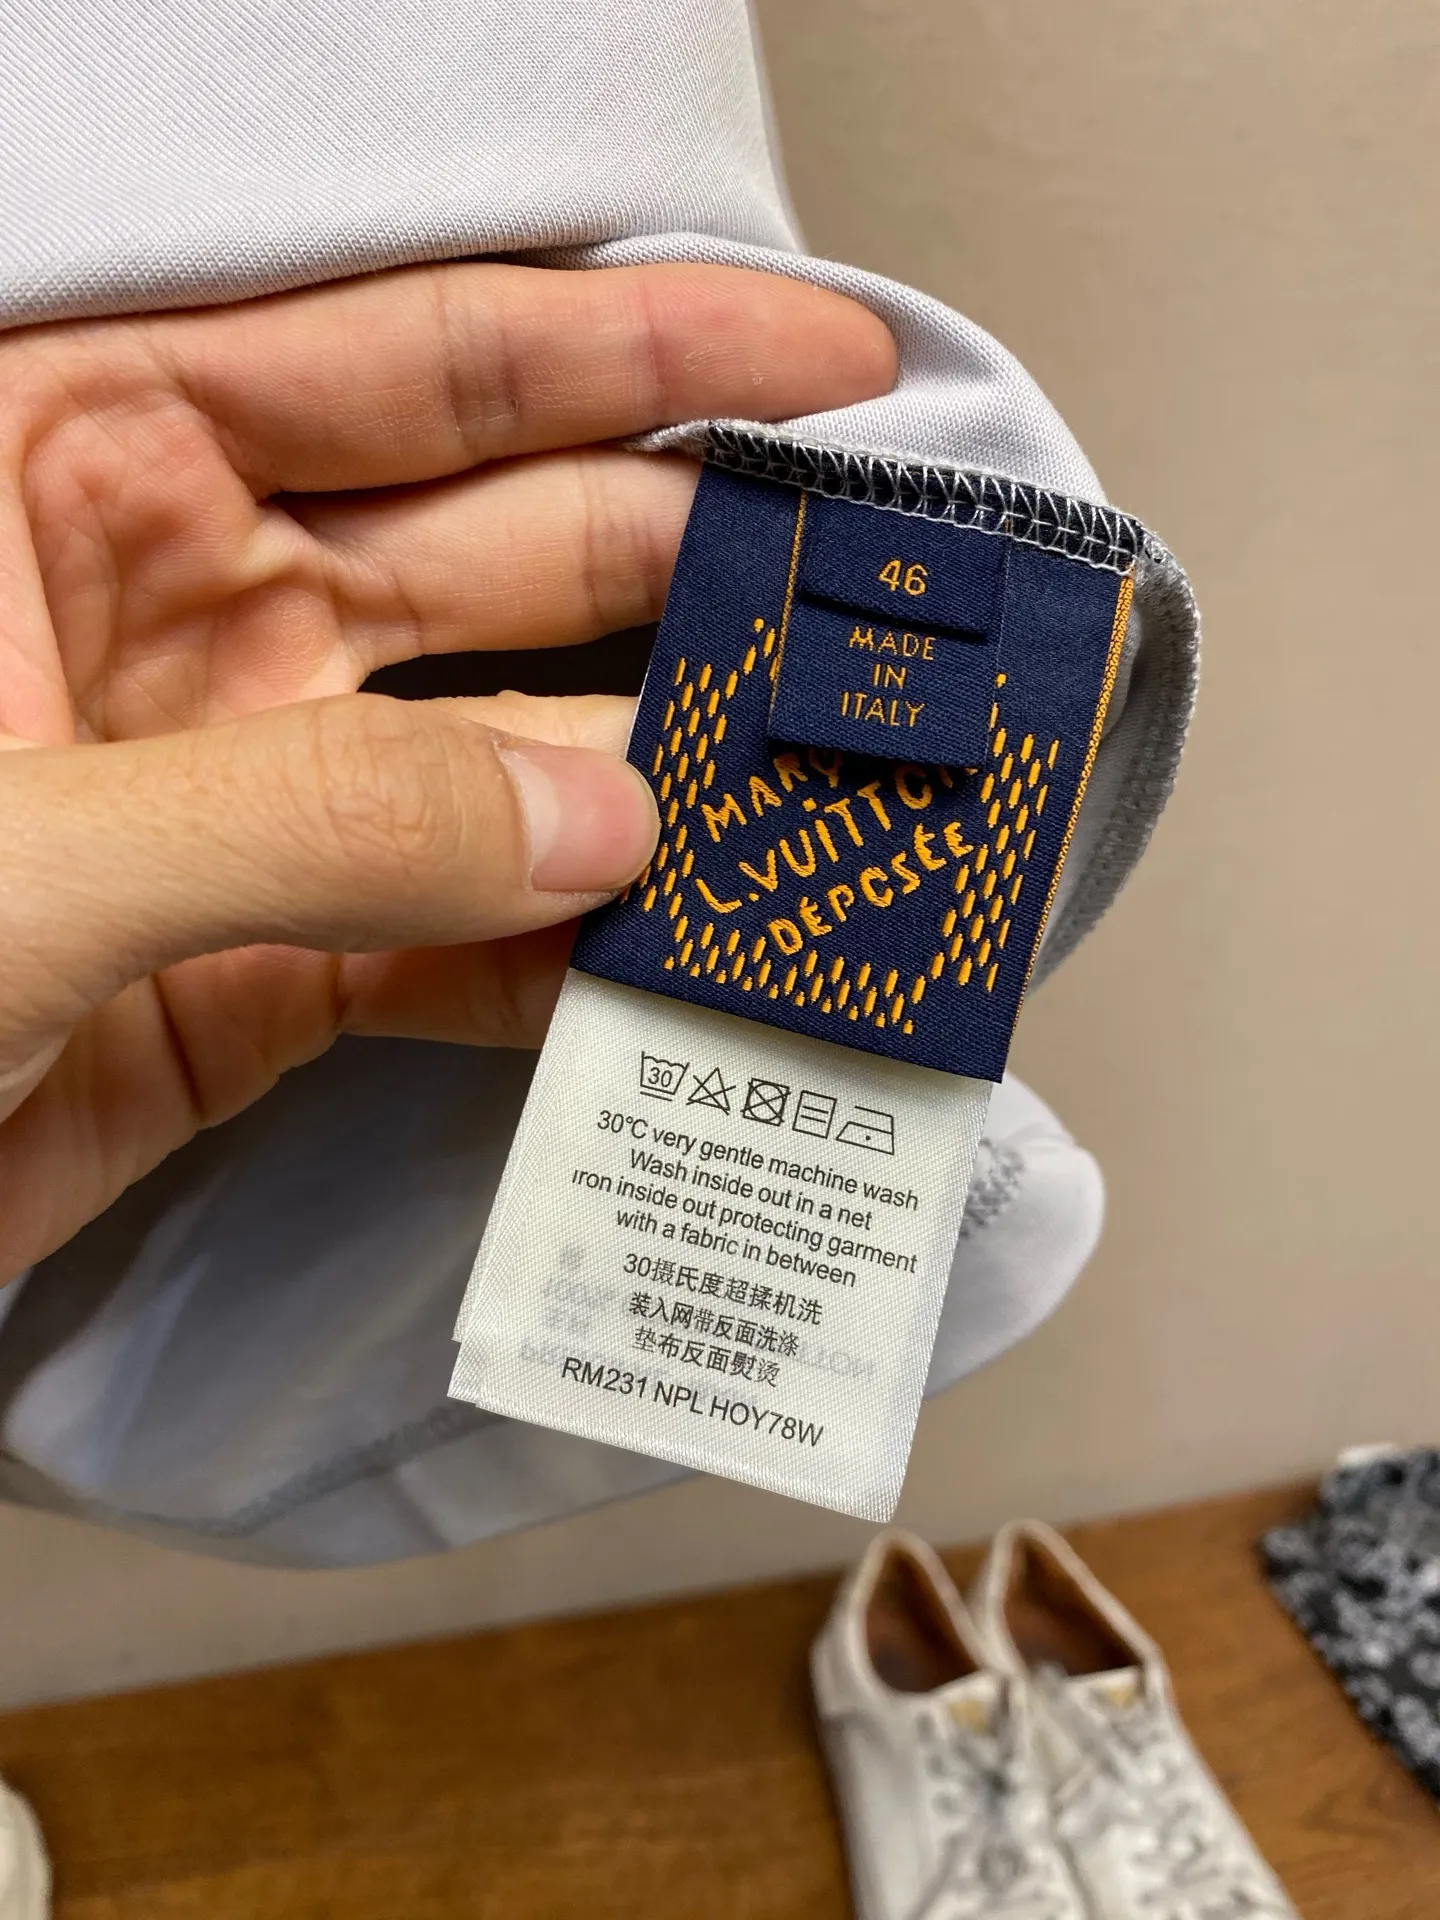 46
MADE
IN
ITALY
L.VUiTTON
DÉPOSÉE
30
30℃ very gentle machine wash
Wash inside out in a net
Iron inside out protecting garment
with a fabric in between
30摄氏度超揉机洗
装入网带反面洗涤
垫布反面熨烫
RM231 NPL HOY78W